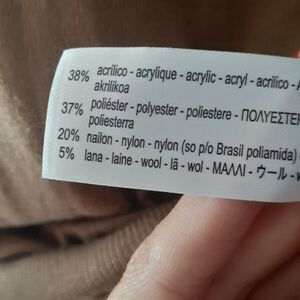 38% acrílico - acrylique - acrylic - acryl - acrilico -
akrilikoa
37% poliéster - polyester - poliestere - ΠΟΛΥΕΣΤΕΡ
poliesterra
20% nailon - nylon - nylon (so p/o Brasil poliamida) -
5% lana - laine - wool - lã - wol - ΜΑΛΛΙ - ウール -